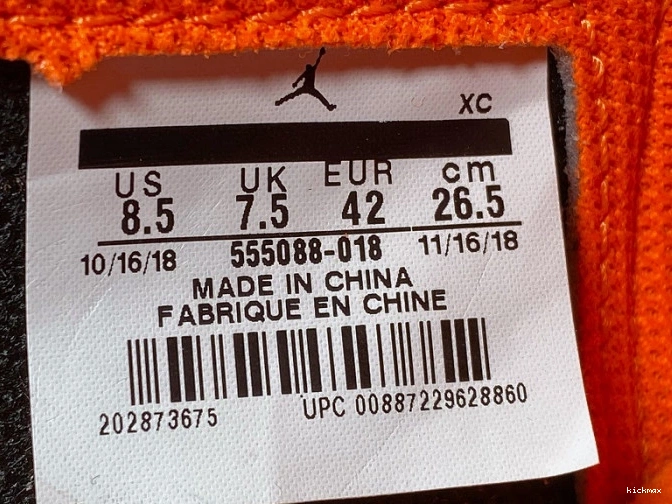 XC
US UK EUR cm
8.5 7.5 42 26.5
10/16/18 555088-018 11/16/18
MADE IN CHINA
FABRIQUE EN CHINE
202873675 UPC 00887229628860
kickmax